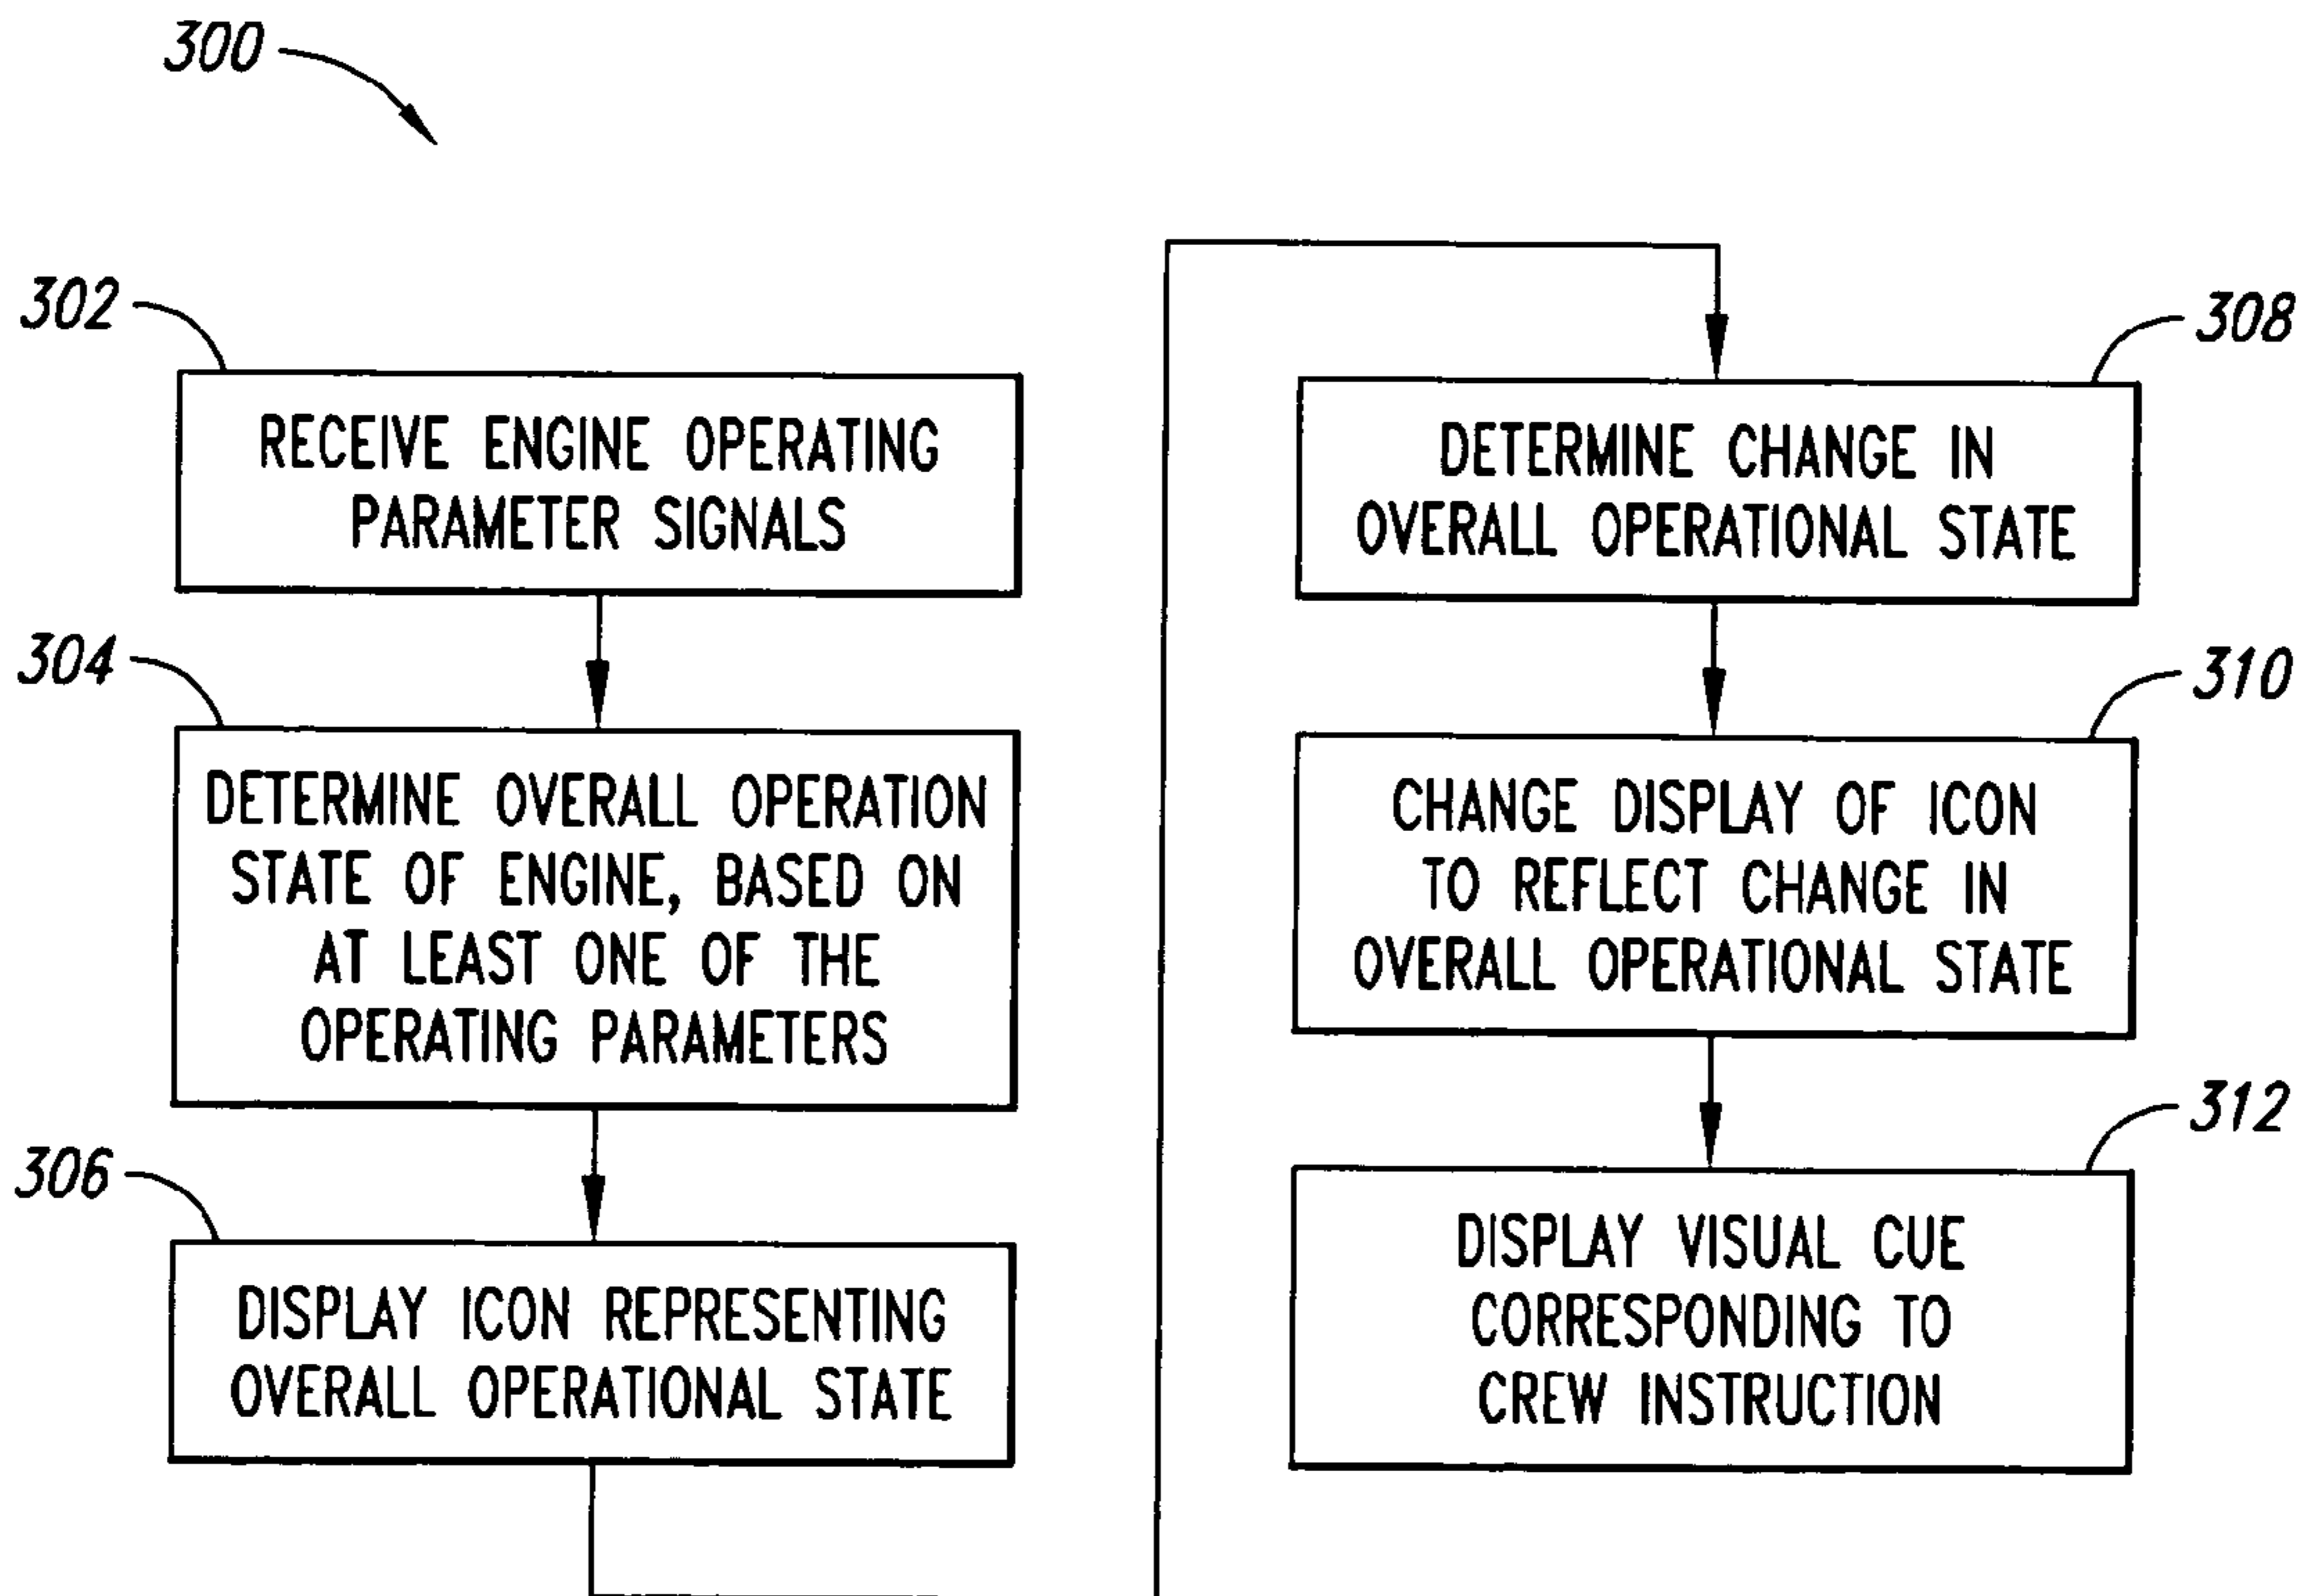 300
302
RECEIVE ENGINE OPERATING
PARAMETER SIGNALS
304
DETERMINE OVERALL OPERATION
STATE OF ENGINE, BASED ON
AT LEAST ONE OF THE
OPERATING PARAMETERS
306
DISPLAY ICON REPRESENTING
OVERALL OPERATIONAL STATE
308
DETERMINE CHANGE IN
OVERALL OPERATIONAL STATE
310
CHANGE DISPLAY OF ICON
TO REFLECT CHANGE IN
OVERALL OPERATIONAL STATE
312
DISPLAY VISUAL CUE
CORRESPONDING TO
CREW INSTRUCTION